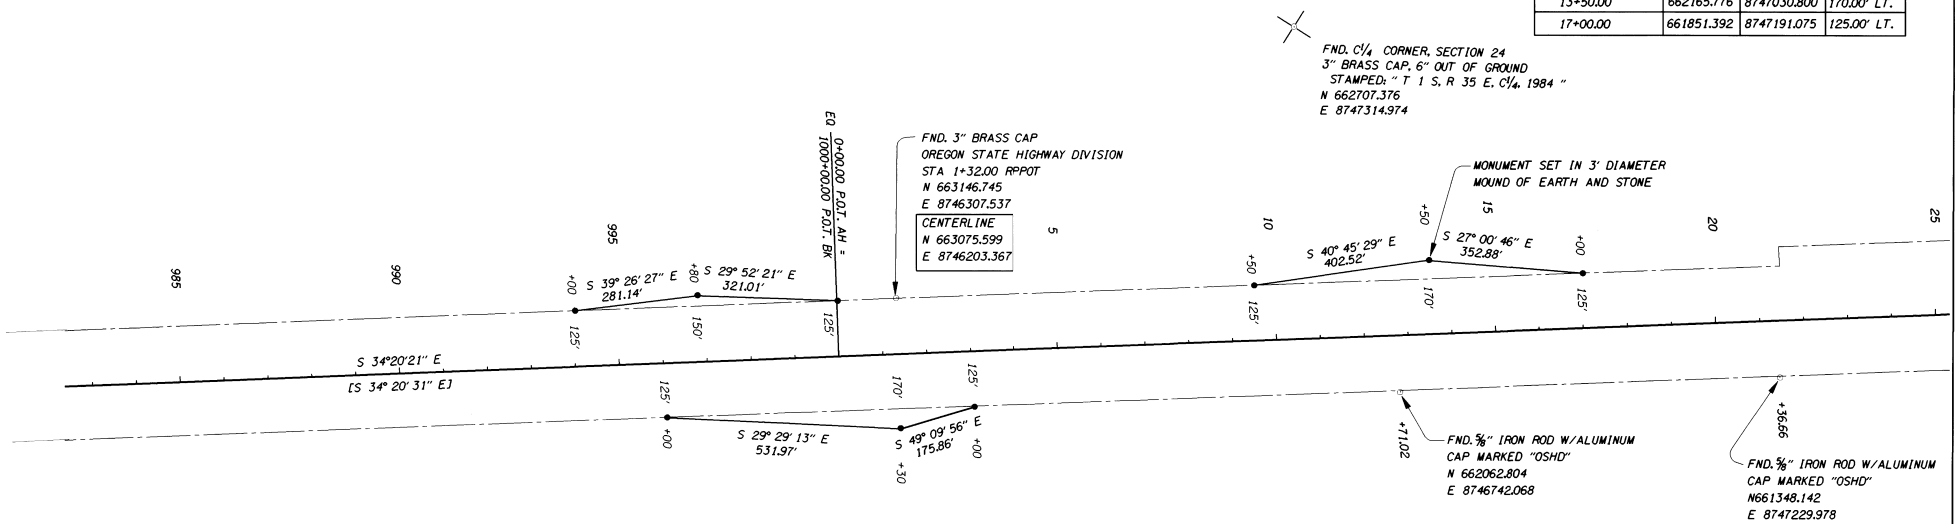 13+50.00 662165.776 8747030.800 170.00' LT.
17+00.00 661851.392 8747191.075 125.00' LT.
FND. C¼ CORNER, SECTION 24
3" BRASS CAP, 6" OUT OF GROUND
STAMPED: " T 1 S, R 35 E, C¼, 1984 "
N 662707.376
E 8747314.974
EQ 0+00.00 P.O.T. AH =
1000+00.00 P.O.T. BK
FND. 3" BRASS CAP
OREGON STATE HIGHWAY DIVISION
STA 1+32.00 RPPOT
N 663146.745
E 8746307.537
CENTERLINE
N 663075.599
E 8746203.367
MONUMENT SET IN 3' DIAMETER
MOUND OF EARTH AND STONE
985
990
995
5
10
15
20
25
+00
S 39° 26' 27" E
281.14'
+80
S 29° 52' 21" E
321.01'
+50
S 40° 45' 29" E
402.52'
+50
S 27° 00' 46" E
352.88'
+00
125'
150'
125'
125'
170'
125'
S 34°20'21" E
[S 34° 20' 31" E]
125'
170'
125'
+00
S 29° 29' 13" E
531.97'
+30
S 49° 09' 56" E
175.86'
+00
+71.02
FND. ⅝" IRON ROD W/ALUMINUM
CAP MARKED "OSHD"
N 662062.804
E 8746742.068
+36.66
FND. ⅝" IRON ROD W/ALUMINUM
CAP MARKED "OSHD"
N661348.142
E 8747229.978